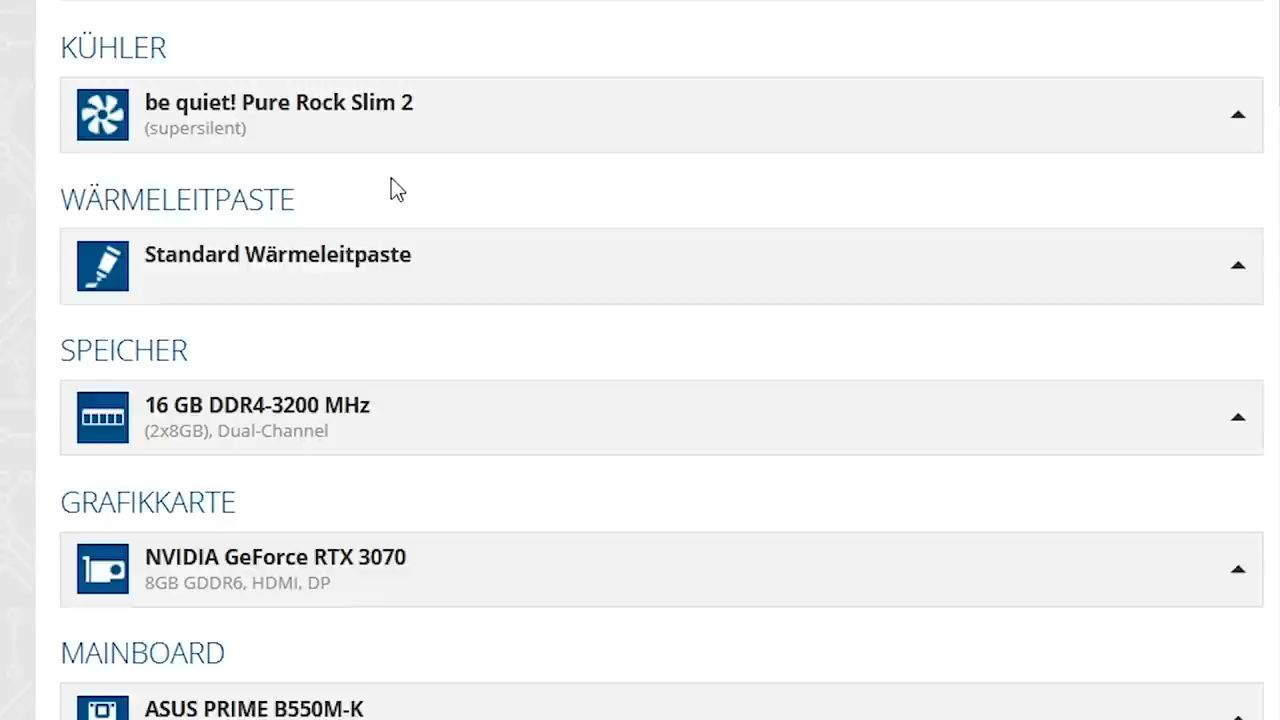 KÜHLER
be quiet! Pure Rock Slim 2
(supersilent)
WÄRMELEITPASTE
Standard Wärmeleitpaste
SPEICHER
16 GB DDR4-3200 MHz
(2x8GB), Dual-Channel
GRAFIKKARTE
NVIDIA GeForce RTX 3070
8GB GDDR6, HDMI, DP
MAINBOARD
ASUS PRIME B550M-K